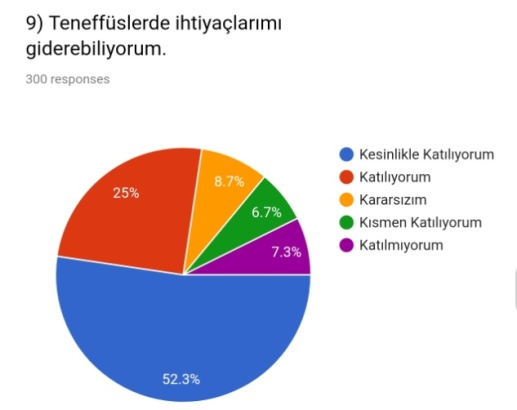 9) Teneffüslerde ihtiyaçlarımı
giderebiliyorum.
300 responses
Kesinlikle Katılıyorum
Katılıyorum
Kararsızım
Kısmen Katılıyorum
Katılmıyorum
8.7%
25%
6.7%
7.3%
52.3%